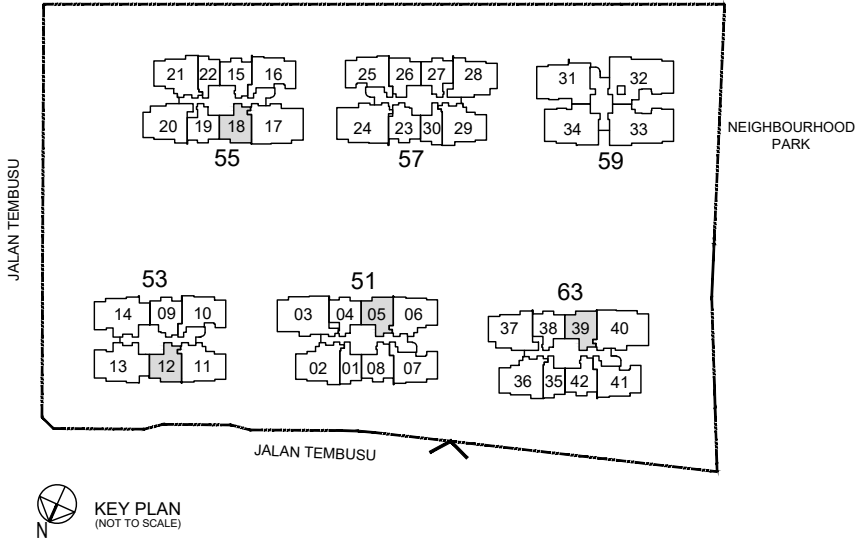 21 22 15 16
20 19 18 17
55
25 26 27 28
24 23 30 29
57
31 32
34 33
59
NEIGHBOURHOOD
PARK
JALAN TEMBUSU
53
14 09 10
13 12 11
51
03 04 05 06
02 01 08 07
63
37 38 39 40
36 35 42 41
JALAN TEMBUSU
N
KEY PLAN
(NOT TO SCALE)